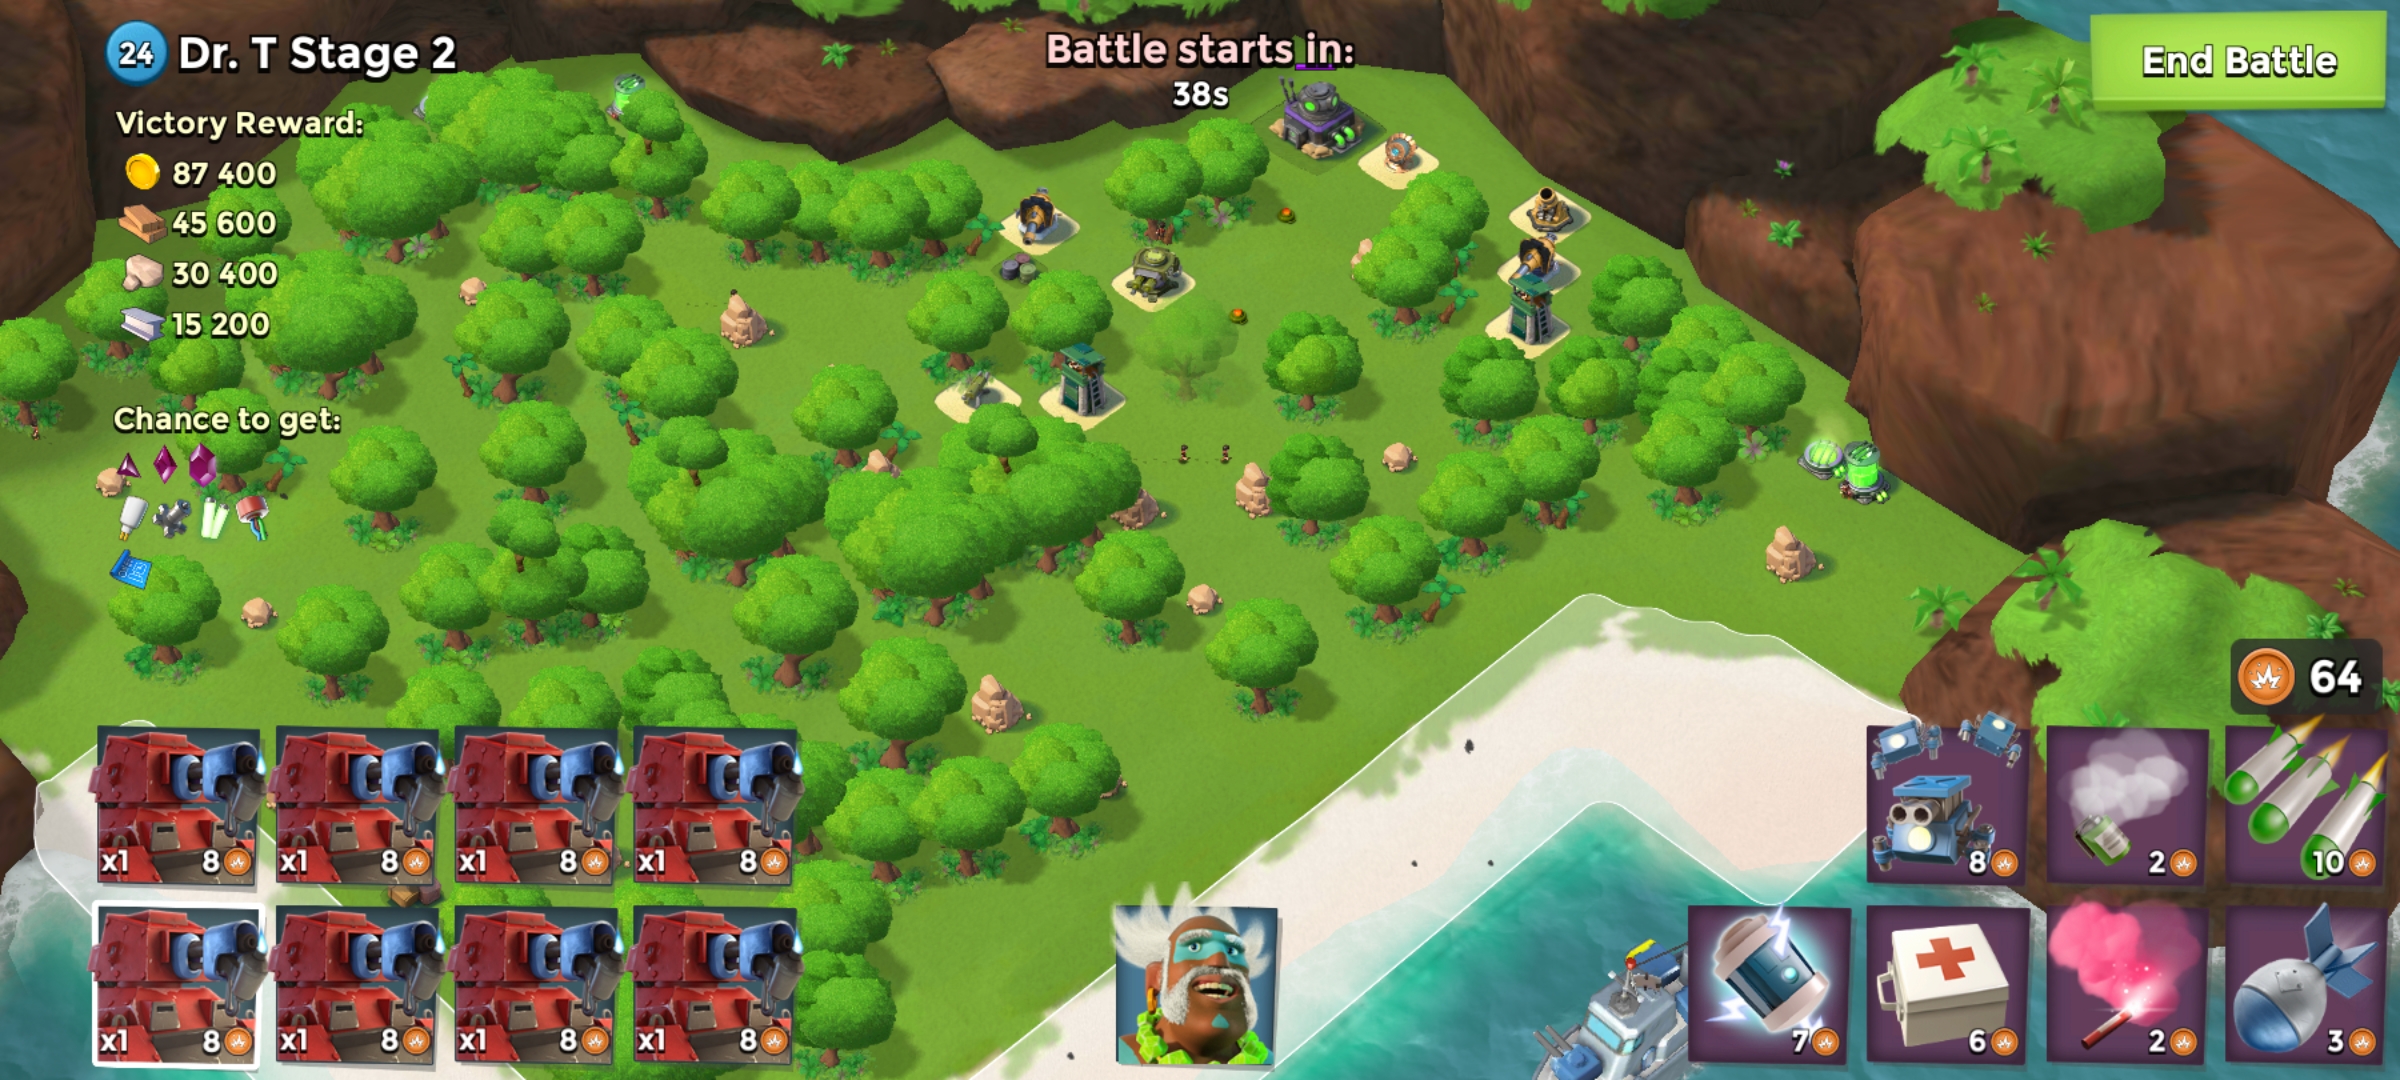 24 Dr. T Stage 2
Battle starts in:
38s
End Battle
Victory Reward:
87 400
45 600
30 400
15 200
Chance to get:
64
x1 8
x1 8
x1 8
x1 8
8
2
10
x1 8
x1 8
x1 8
x1 8
7
6
2
3